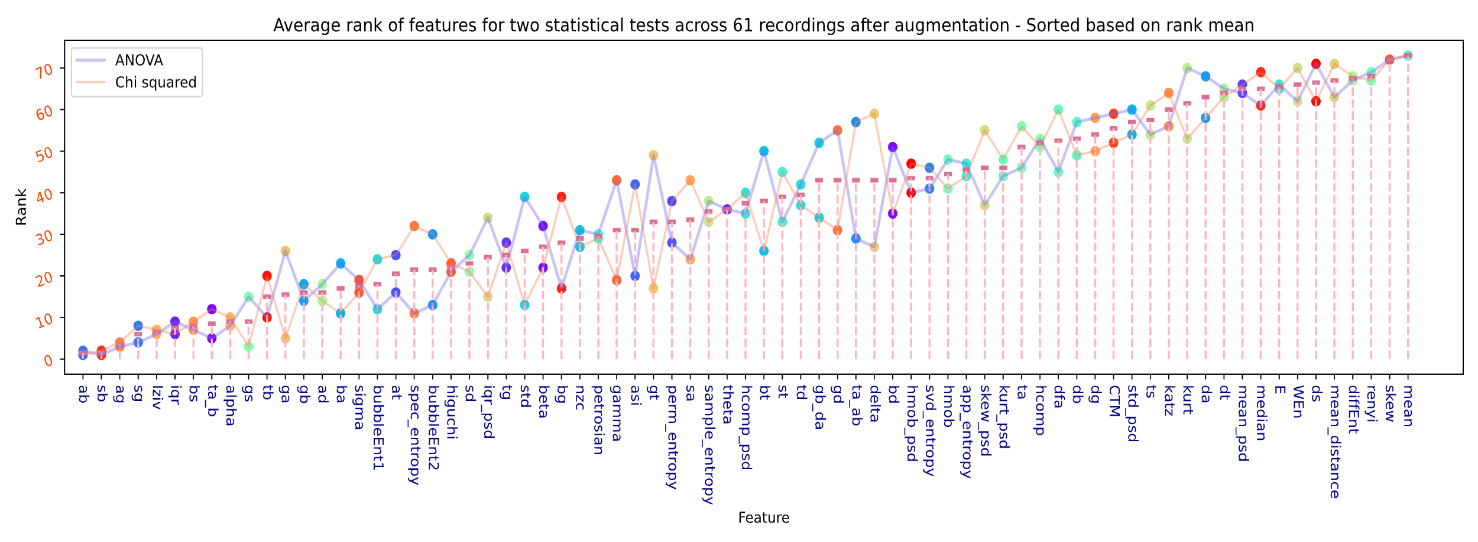 Average rank of features for two statistical tests across 61 recordings after augmentation - Sorted based on rank mean
ANOVA
Chi squared
Rank
70
60
50
40
30
20
10
0
ab
sb
ag
sg
lziv
iqr
bs
ta_b
alpha
gs
tb
ga
gb
ad
ba
sigma
bubbleEnt1
at
spec_entropy
bubbleEnt2
higuchi
sd
iqr_psd
tg
std
beta
bg
nzc
petrosian
gamma
asi
gt
perm_entropy
sa
sample_entropy
theta
hcomp_psd
bt
st
td
gb_da
gd
ta_ab
delta
bd
hmob_psd
svd_entropy
hmob
app_entropy
skew_psd
kurt_psd
ta
hcomp
dfa
db
dg
CTM
std_psd
ts
katz
kurt
da
dt
mean_psd
median
E
WEn
ds
mean_distance
diffEnt
renyi
skew
mean
Feature